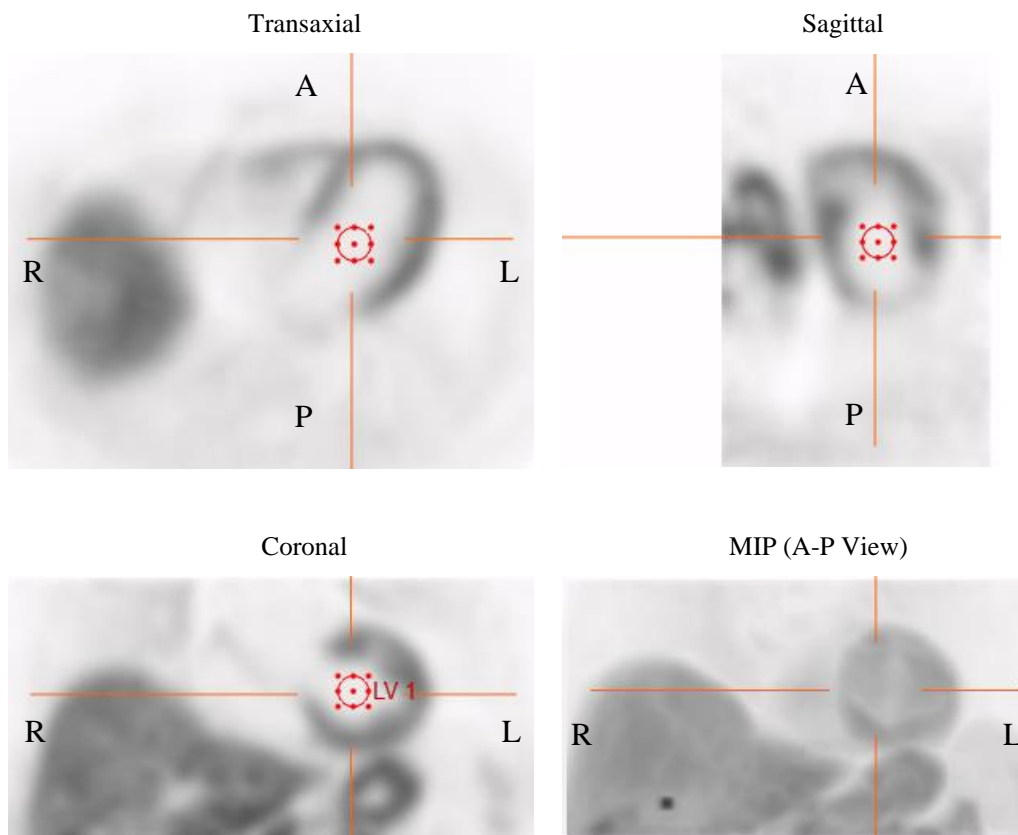 Transaxial
Sagittal
A
A
R
L
P
P
Coronal
MIP (A-P View)
LV 1
R
L
R
L